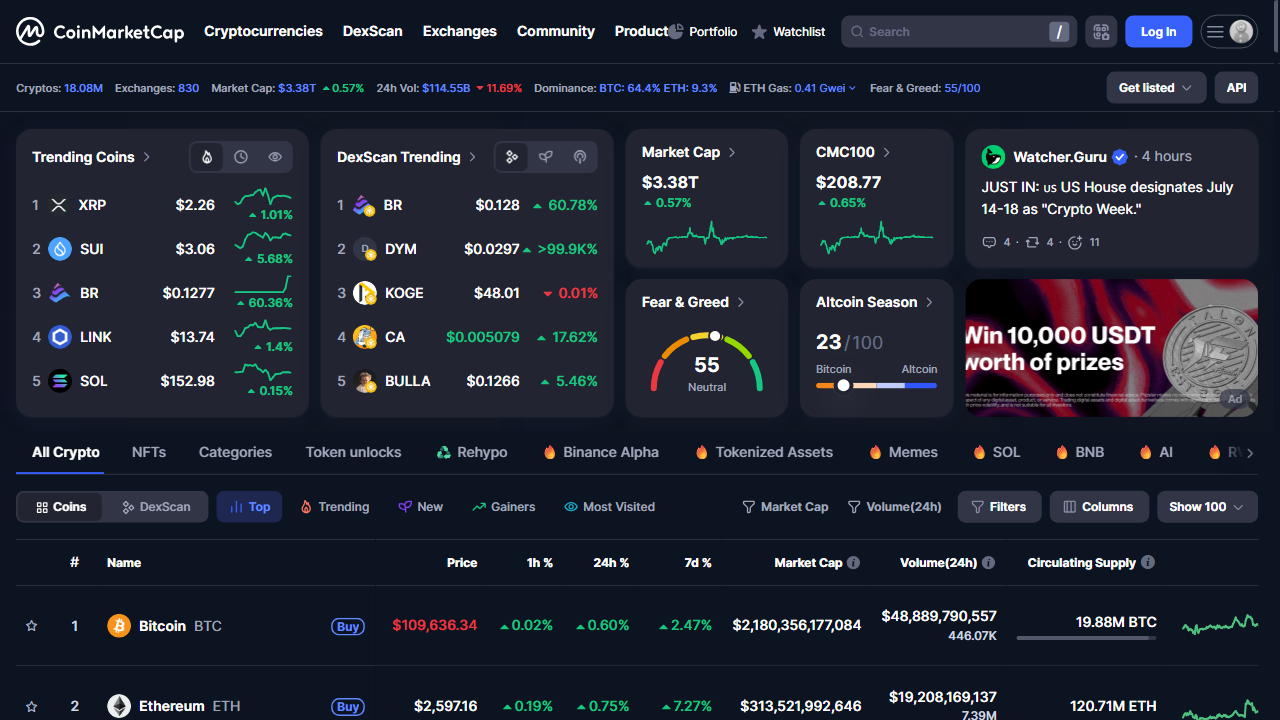 CoinMarketCap Cryptocurrencies DexScan Exchanges Community Product Portfolio Watchlist Search / Log In
Cryptos: 18.08M Exchanges: 830 Market Cap: $3.38T 0.57% 24h Vol: $114.55B 11.69% Dominance: BTC: 64.4% ETH: 9.3% ETH Gas: 0.41 Gwei Fear & Greed: 55/100 Get listed API
Trending Coins
1 XRP $2.26 1.01%
2 SUI $3.06 5.68%
3 BR $0.1277 60.36%
4 LINK $13.74 1.4%
5 SOL $152.98 0.15%
DexScan Trending
1 BR $0.128 60.78%
2 D DYM $0.0297 >99.9K%
3 KOGE $48.01 0.01%
4 CA $0.005079 17.62%
5 BULLA $0.1266 5.46%
Market Cap
$3.38T
0.57%
CMC100
$208.77
0.65%
Fear & Greed
55
Neutral
Altcoin Season
23/100
Bitcoin Altcoin
Watcher.Guru · 4 hours
JUST IN: us US House designates July
14-18 as "Crypto Week."
4 · 4 · 11
Win 10,000 USDT
worth of prizes
Ad
All Crypto NFTs Categories Token unlocks Rehypo Binance Alpha Tokenized Assets Memes SOL BNB AI
Coins DexScan Top Trending New Gainers Most Visited Market Cap Volume(24h) Filters Columns Show 100
# Name Price 1h % 24h % 7d % Market Cap Volume(24h) Circulating Supply
1 Bitcoin BTC Buy $109,636.34 0.02% 0.60% 2.47% $2,180,356,177,084 $48,889,790,557 19.88M BTC
446.07K
2 Ethereum ETH Buy $2,597.16 0.19% 0.75% 7.27% $313,521,992,646 $19,208,169,137 120.71M ETH
7.39M